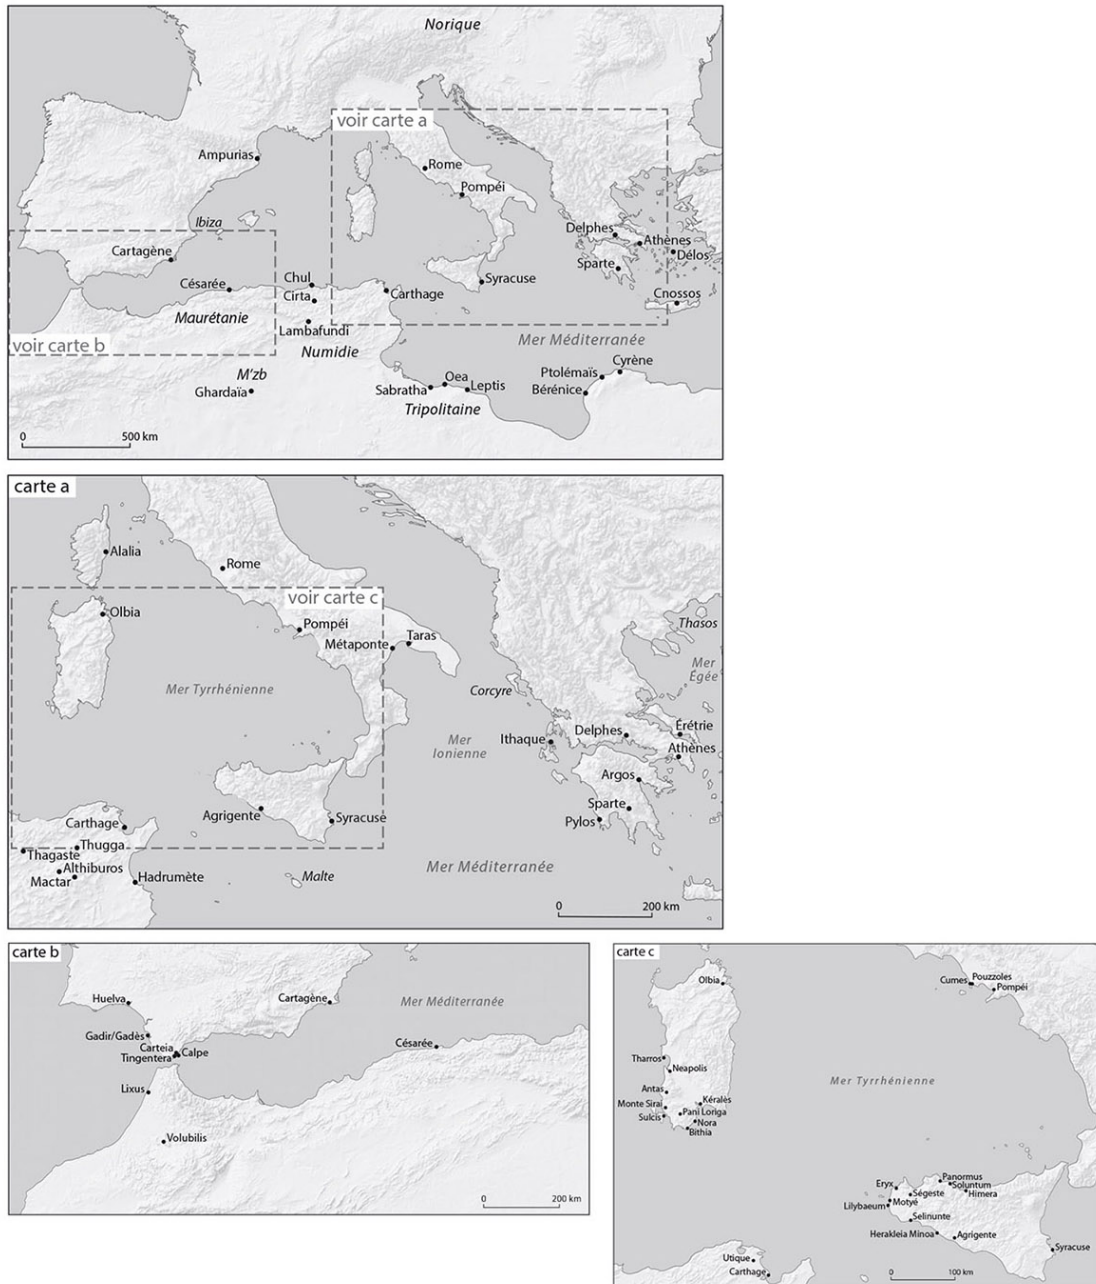 Norique
voir carte a
Ampurias
Rome
Pompéi
Ibiza
Delphes
Athènes
Cartagène
Délos
Sparte
Césarée
Chul
Syracuse
Cirta
Carthage
Cnossos
Maurétanie
Lambafundi
voir carte b
Numidie
Mer Méditerranée
M'zb
Cyrène
Ptolémaïs
Ghardaïa
Sabratha
Oea
Leptis
Bérénice
Tripolitaine
0 500 km
carte a
Alalia
Rome
voir carte c
Olbia
Pompéi
Thasos
Taras
Métaponte
Mer
Égée
Mer Tyrrhénienne
Corcyre
Érétrie
Delphes
Ithaque
Mer
Ionienne
Athènes
Argos
Agrigente
Sparte
Syracuse
Pylos
Carthage
Thugga
Thagaste
Althiburos
Mactar
Hadrumète
Malte
Mer Méditerranée
0 200 km
carte b
Huelva
Cartagène
Mer Méditerranée
Gadir/Gadès
Carteia
Calpe
Tingentera
Césarée
Lixus
Volubilis
0 200 km
carte c
Olbia
Cumes
Pouzzoles
Pompéi
Tharros
Neapolis
Mer Tyrrhénienne
Antas
Kéralès
Monte Sirai
Pani Loriga
Sulcis
Nora
Bithia
Panormus
Eryx
Soluntum
Ségeste
Himera
Motyé
Lilybaeum
Selinunte
Herakleia Minoa
Agrigente
Syracuse
Utique
Carthage
0 100 km